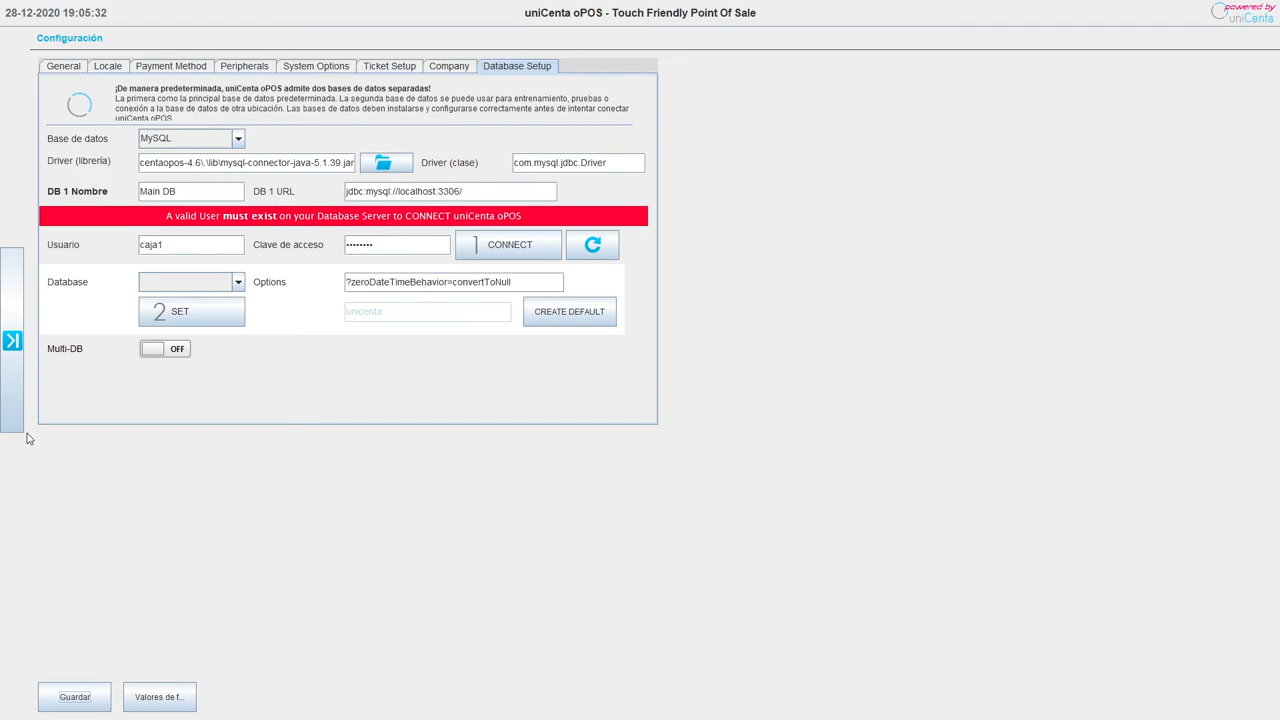 28-12-2020 19:05:32
uniCenta oPOS - Touch Friendly Point Of Sale
powered by
uniCenta
Configuración
General
Locale
Payment Method
Peripherals
System Options
Ticket Setup
Company
Database Setup
¡De manera predeterminada, uniCenta oPOS admite dos bases de datos separadas!
La primera como la principal base de datos predeterminada. La segunda base de datos se puede usar para entrenamiento, pruebas o
conexión a la base de datos de otra ubicación. Las bases de datos deben instalarse y configurarse correctamente antes de intentar conectar
uniCenta oPOS
Base de datos
MySQL
Driver (librería)
centaopos-4.6\.\lib\mysql-connector-java-5.1.39.jar
Driver (clase)
com.mysql.jdbc.Driver
DB 1 Nombre
Main DB
DB 1 URL
jdbc:mysql://localhost:3306/
A valid User must exist on your Database Server to CONNECT uniCenta oPOS
Usuario
caja1
Clave de acceso
••••••••
1 CONNECT
Database
Options
?zeroDateTimeBehavior=convertToNull
2 SET
unicenta
CREATE DEFAULT
Multi-DB
OFF
Guardar
Valores de f...